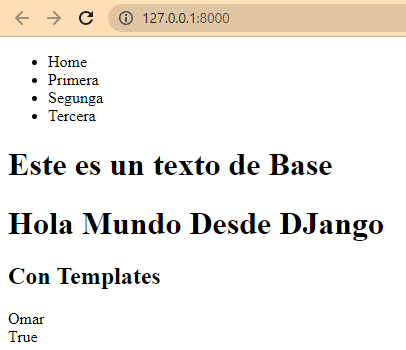 127.0.0.1:8000
Home
Primera
Segunga
Tercera
Este es un texto de Base
Hola Mundo Desde DJango
Con Templates
Omar
True